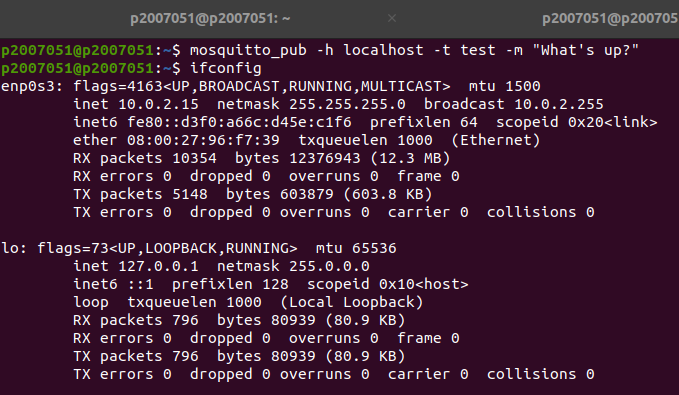 p2007051@p2007051: ~ × p2007051@p200705
p2007051@p2007051:~$ mosquitto_pub -h localhost -t test -m "What's up?"
p2007051@p2007051:~$ ifconfig
enp0s3: flags=4163<UP,BROADCAST,RUNNING,MULTICAST>  mtu 1500
        inet 10.0.2.15  netmask 255.255.255.0  broadcast 10.0.2.255
        inet6 fe80::d3f0:a66c:d45e:c1f6  prefixlen 64  scopeid 0x20<link>
        ether 08:00:27:96:f7:39  txqueuelen 1000  (Ethernet)
        RX packets 10354  bytes 12376943 (12.3 MB)
        RX errors 0  dropped 0  overruns 0  frame 0
        TX packets 5148  bytes 603879 (603.8 KB)
        TX errors 0  dropped 0 overruns 0  carrier 0  collisions 0

lo: flags=73<UP,LOOPBACK,RUNNING>  mtu 65536
        inet 127.0.0.1  netmask 255.0.0.0
        inet6 ::1  prefixlen 128  scopeid 0x10<host>
        loop  txqueuelen 1000  (Local Loopback)
        RX packets 796  bytes 80939 (80.9 KB)
        RX errors 0  dropped 0  overruns 0  frame 0
        TX packets 796  bytes 80939 (80.9 KB)
        TX errors 0  dropped 0 overruns 0  carrier 0  collisions 0